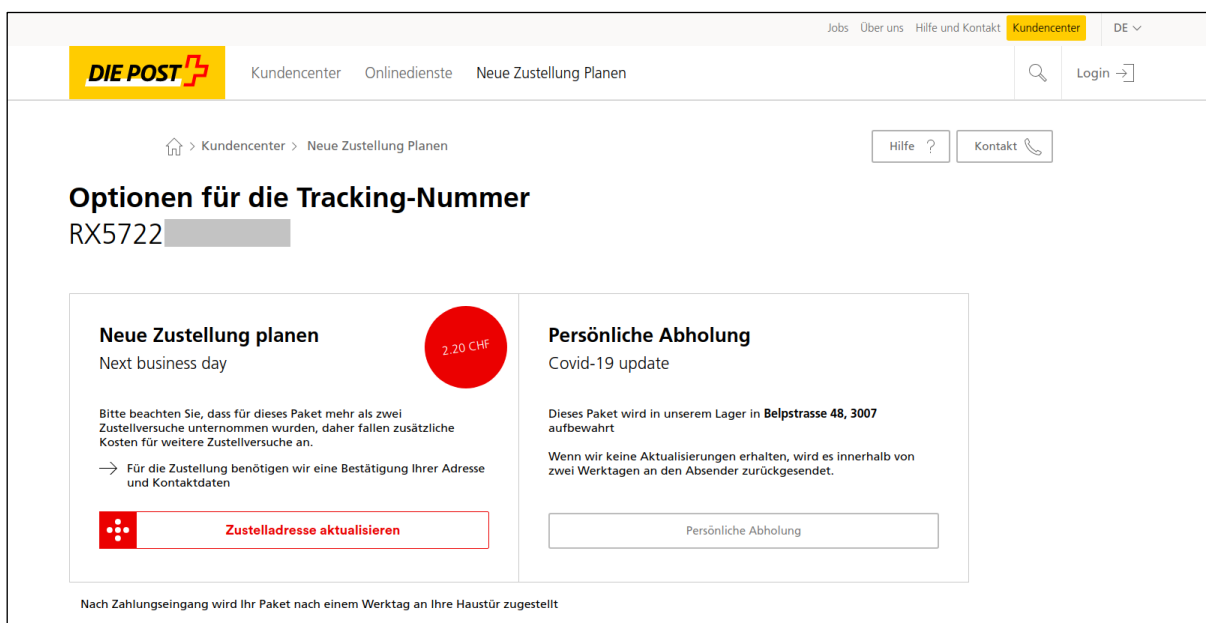 Jobs Über uns Hilfe und Kontakt Kundencenter DE
DIE POST Kundencenter Onlinedienste Neue Zustellung Planen Login
> Kundencenter > Neue Zustellung Planen Hilfe ? Kontakt
Optionen für die Tracking-Nummer
RX5722
Neue Zustellung planen
Next business day
2.20 CHF
Bitte beachten Sie, dass für dieses Paket mehr als zwei
Zustellversuche unternommen wurden, daher fallen zusätzliche
Kosten für weitere Zustellversuche an.
→ Für die Zustellung benötigen wir eine Bestätigung Ihrer Adresse
und Kontaktdaten
Zustelladresse aktualisieren
Persönliche Abholung
Covid-19 update
Dieses Paket wird in unserem Lager in Belpstrasse 48, 3007
aufbewahrt
Wenn wir keine Aktualisierungen erhalten, wird es innerhalb von
zwei Werktagen an den Absender zurückgesendet.
Persönliche Abholung
Nach Zahlungseingang wird Ihr Paket nach einem Werktag an Ihre Haustür zugestellt